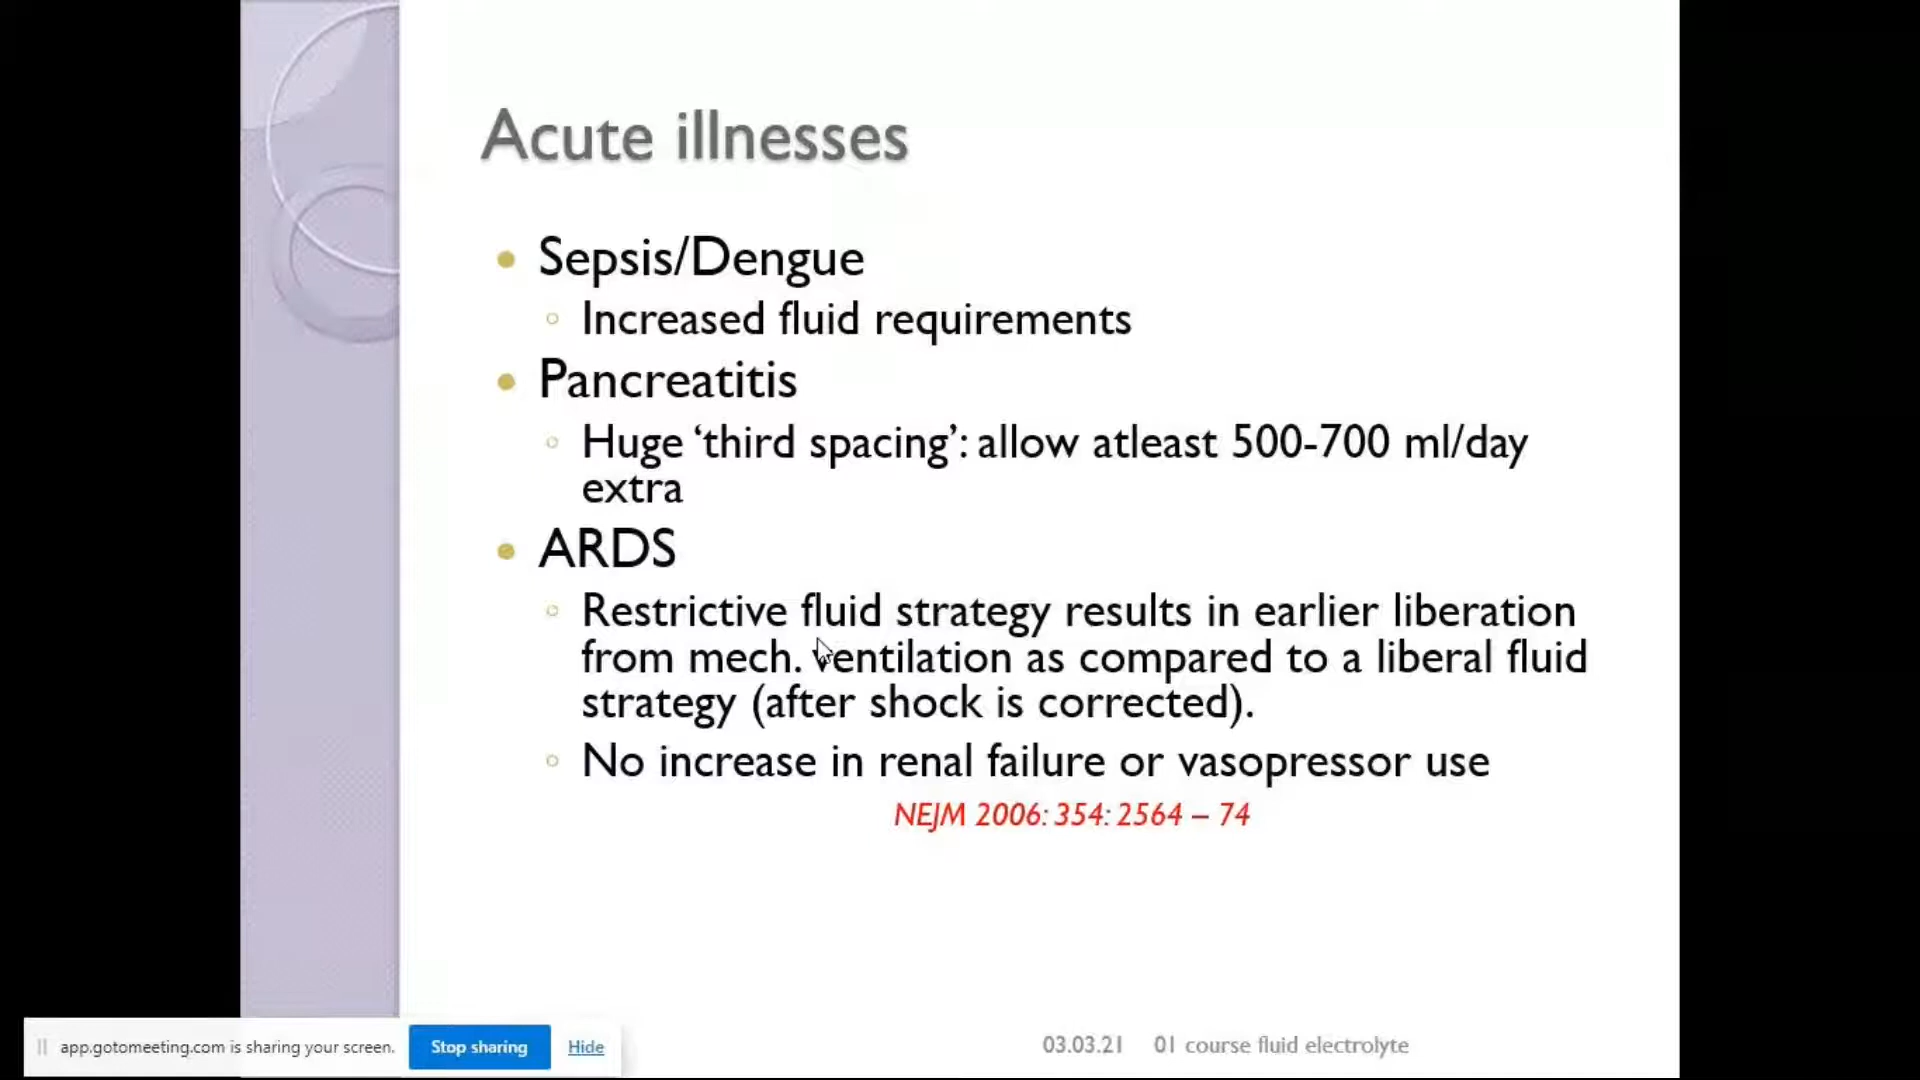 Acute illnesses
Sepsis/Dengue
Increased fluid requirements
Pancreatitis
Huge ‘third spacing’: allow atleast 500-700 ml/day
extra
ARDS
Restrictive fluid strategy results in earlier liberation
from mech. ventilation as compared to a liberal fluid
strategy (after shock is corrected).
No increase in renal failure or vasopressor use
NEJM 2006: 354: 2564 – 74
app.gotomeeting.com is sharing your screen. Stop sharing Hide
03.03.21 01 course fluid electrolyte